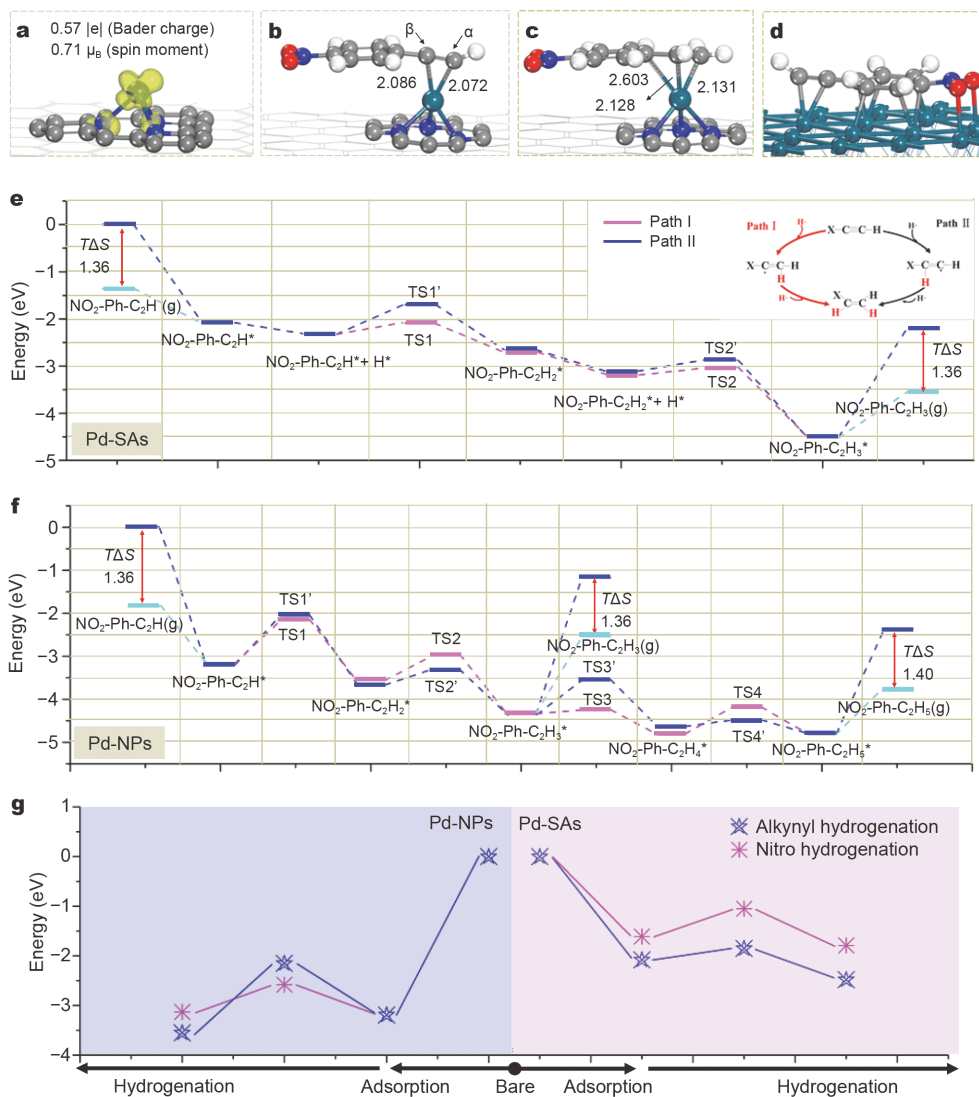 a
0.57 |e| (Bader charge)
0.71 μB (spin moment)
b
β
α
2.086
2.072
c
2.603
2.131
2.128
d
e
Energy (eV)
0
−1
−2
−3
−4
−5
TΔS
1.36
NO2-Ph-C2H (g)
NO2-Ph-C2H*
NO2-Ph-C2H*+ H*
TS1'
TS1
NO2-Ph-C2H2*
NO2-Ph-C2H2*+ H*
TS2'
TS2
NO2-Ph-C2H3*
TΔS
1.36
NO2-Ph-C2H3(g)
Path I
Path II
Path I
Path II
H·
X−C≡C−H
H·
X−C=C−H
H
X−C=C−H
H
H·
H·
X
H
C=C
H
H
Pd-SAs
f
Energy (eV)
0
−1
−2
−3
−4
−5
TΔS
1.36
NO2-Ph-C2H(g)
NO2-Ph-C2H*
TS1'
TS1
NO2-Ph-C2H2*
TS2
TS2'
NO2-Ph-C2H3*
TΔS
1.36
NO2-Ph-C2H3(g)
TS3'
TS3
NO2-Ph-C2H4*
TS4
TS4'
NO2-Ph-C2H5*
TΔS
1.40
NO2-Ph-C2H5(g)
Pd-NPs
g
Energy (eV)
1
0
−1
−2
−3
−4
Pd-NPs
Pd-SAs
Alkynyl hydrogenation
Nitro hydrogenation
Hydrogenation
Adsorption
Bare
Adsorption
Hydrogenation